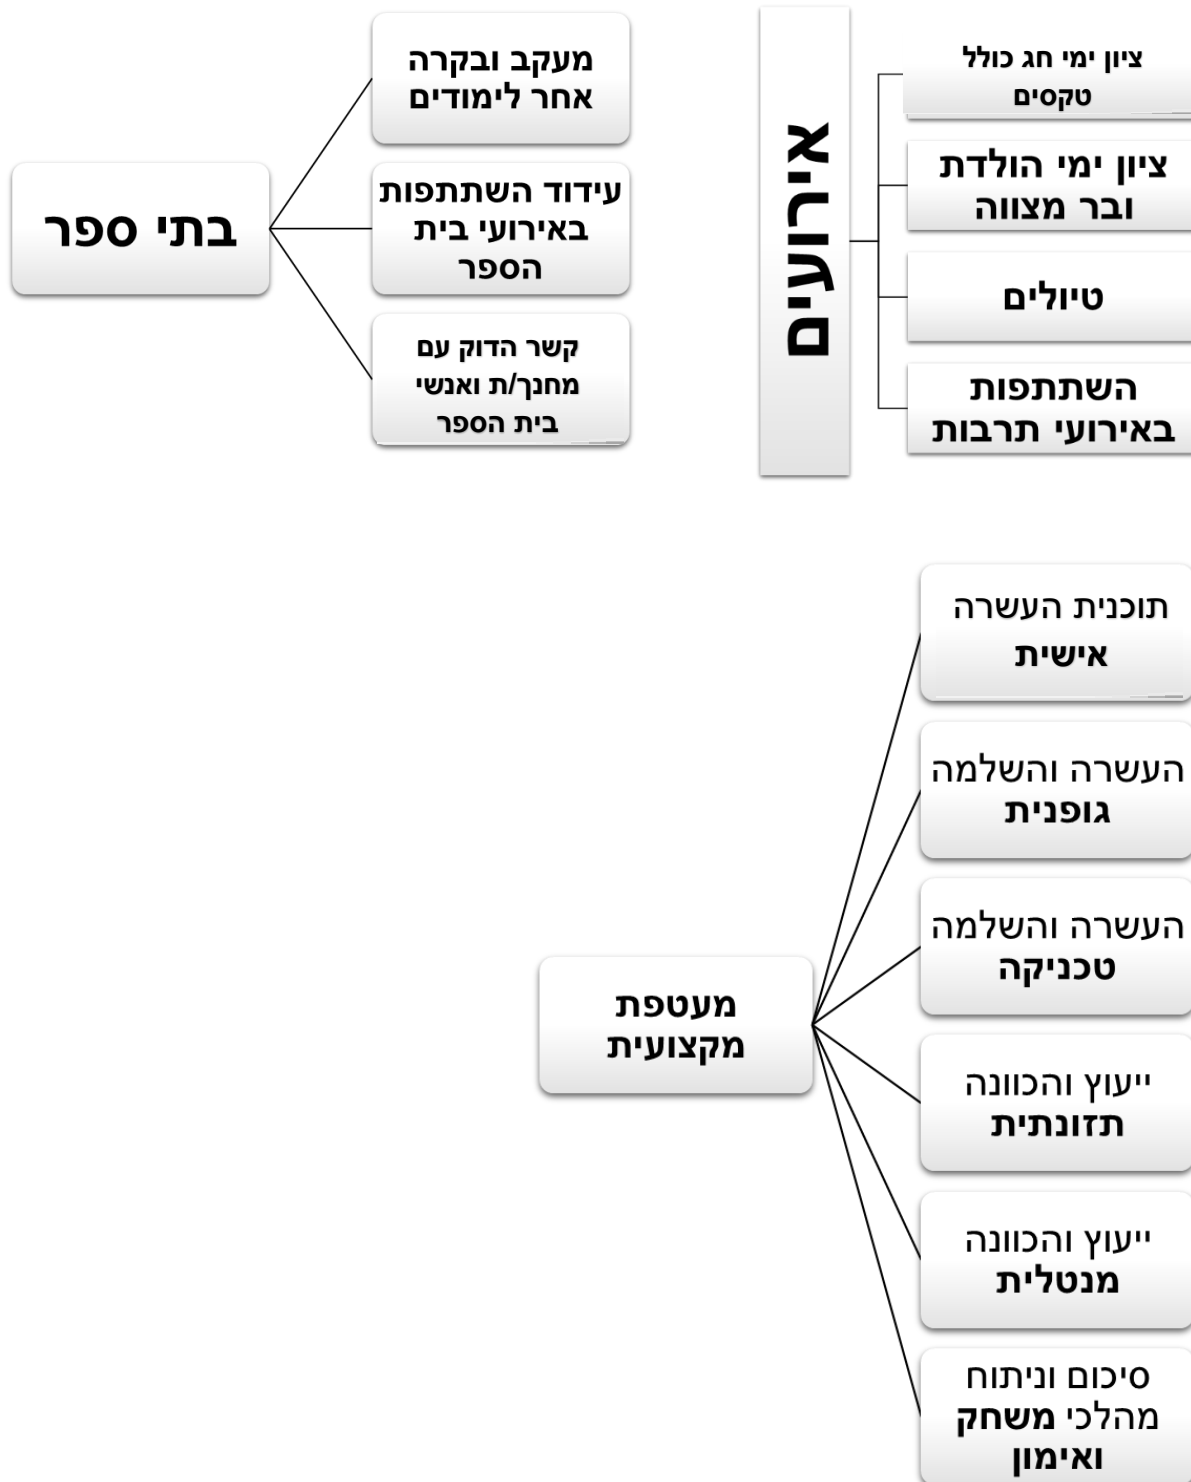 בתי ספר
מעקב ובקרה
אחר לימודים
עידוד השתתפות
באירועי בית
הספר
קשר הדוק עם
מחנך/ת ואנשי
בית הספר
אירועים
ציון ימי חג כולל
טקסים
ציון ימי הולדת
ובר מצווה
טיולים
השתתפות
באירועי תרבות
מעטפת
מקצועית
תוכנית העשרה
אישית
העשרה והשלמה
גופנית
העשרה והשלמה
טכניקה
ייעוץ והכוונה
תזונתית
ייעוץ והכוונה
מנטלית
סיכום וניתוח
מהלכי משחק
ואימון